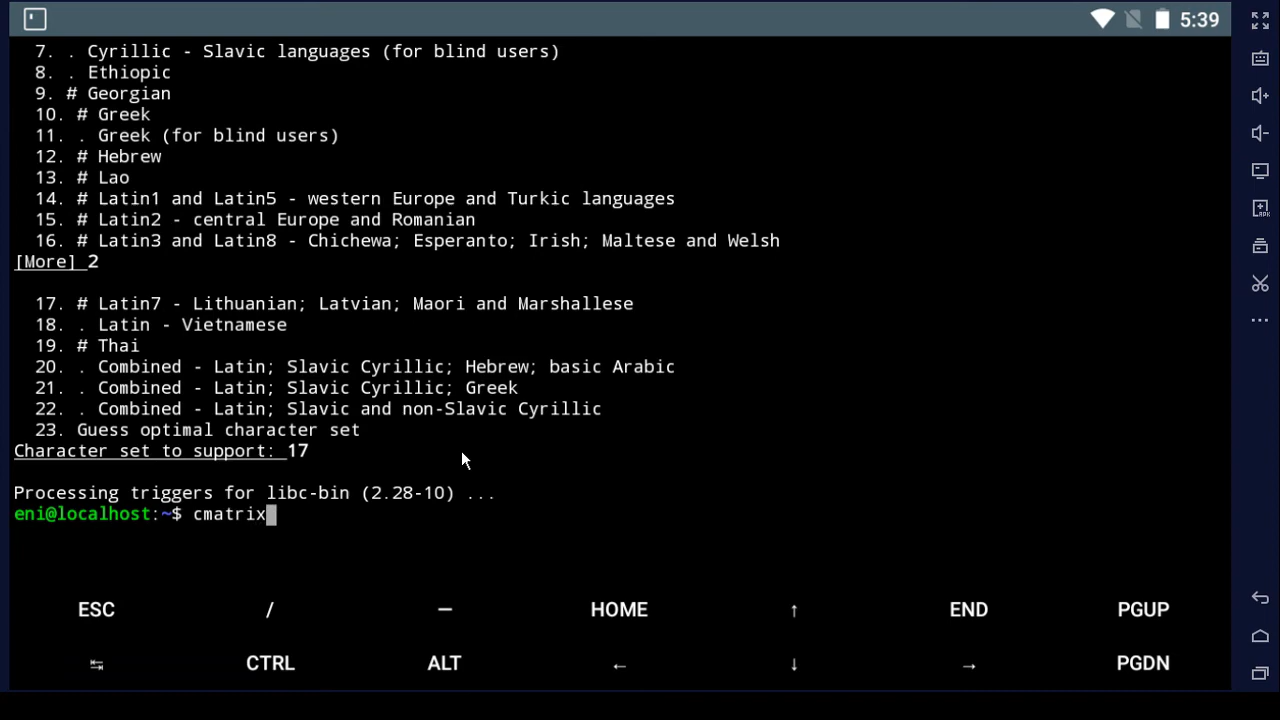 5:39
7. . Cyrillic - Slavic languages (for blind users)
8. . Ethiopic
9. # Georgian
10. # Greek
11. . Greek (for blind users)
12. # Hebrew
13. # Lao
14. # Latin1 and Latin5 - western Europe and Turkic languages
15. # Latin2 - central Europe and Romanian
16. # Latin3 and Latin8 - Chichewa; Esperanto; Irish; Maltese and Welsh
[More] 2
17. # Latin7 - Lithuanian; Latvian; Maori and Marshallese
18. . Latin - Vietnamese
19. # Thai
20. . Combined - Latin; Slavic Cyrillic; Hebrew; basic Arabic
21. . Combined - Latin; Slavic Cyrillic; Greek
22. . Combined - Latin; Slavic and non-Slavic Cyrillic
23. Guess optimal character set
Character set to support: 17
Processing triggers for libc-bin (2.28-10) ...
eni@localhost:~$ cmatrix
ESC / — HOME ↑ END PGUP
↹ CTRL ALT ← ↓ → PGDN